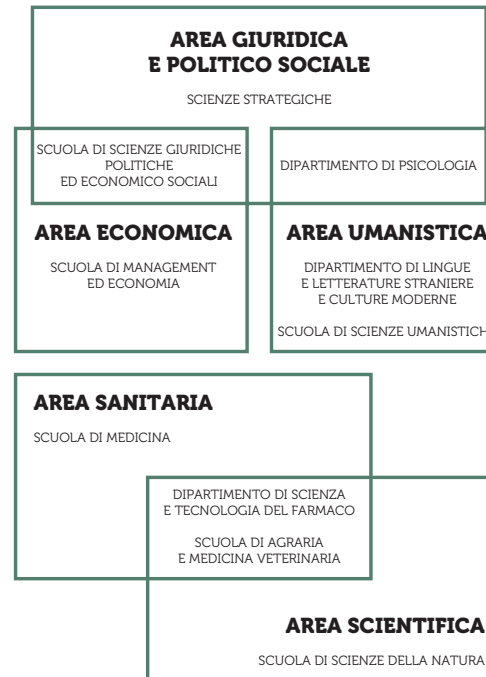 AREA GIURIDICA
E POLITICO SOCIALE
SCIENZE STRATEGICHE
SCUOLA DI SCIENZE GIURIDICHE
POLITICHE
ED ECONOMICO SOCIALI
DIPARTIMENTO DI PSICOLOGIA
AREA ECONOMICA
SCUOLA DI MANAGEMENT
ED ECONOMIA
AREA UMANISTICA
DIPARTIMENTO DI LINGUE
E LETTERATURE STRANIERE
E CULTURE MODERNE
SCUOLA DI SCIENZE UMANISTICH
AREA SANITARIA
SCUOLA DI MEDICINA
DIPARTIMENTO DI SCIENZA
E TECNOLOGIA DEL FARMACO
SCUOLA DI AGRARIA
E MEDICINA VETERINARIA
AREA SCIENTIFICA
SCUOLA DI SCIENZE DELLA NATURA